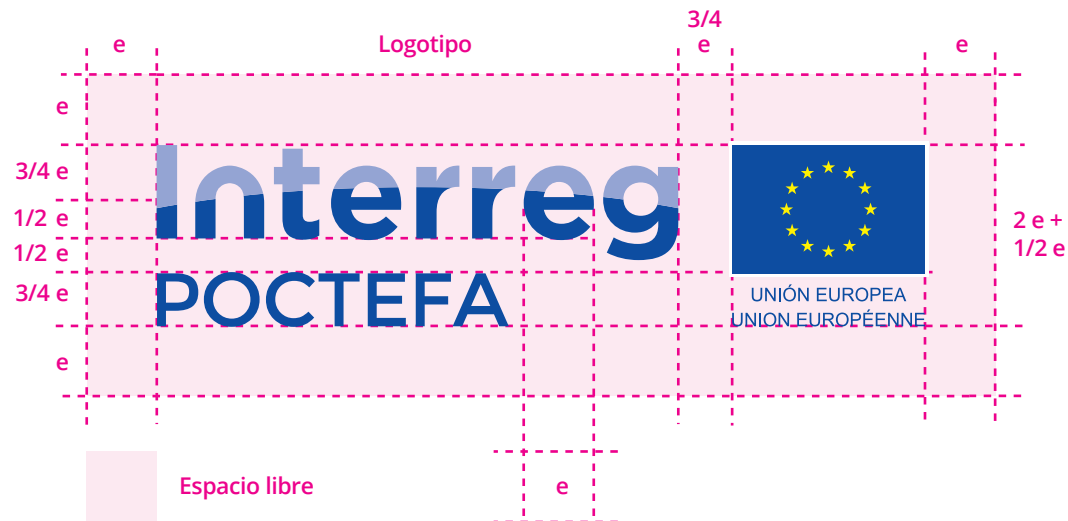 3/4
e Logotipo e e
e
3/4 e
1/2 e
1/2 e
3/4 e
e
Interreg
POCTEFA
UNIÓN EUROPEA
UNION EUROPÉENNE
2 e +
1/2 e
Espacio libre
e